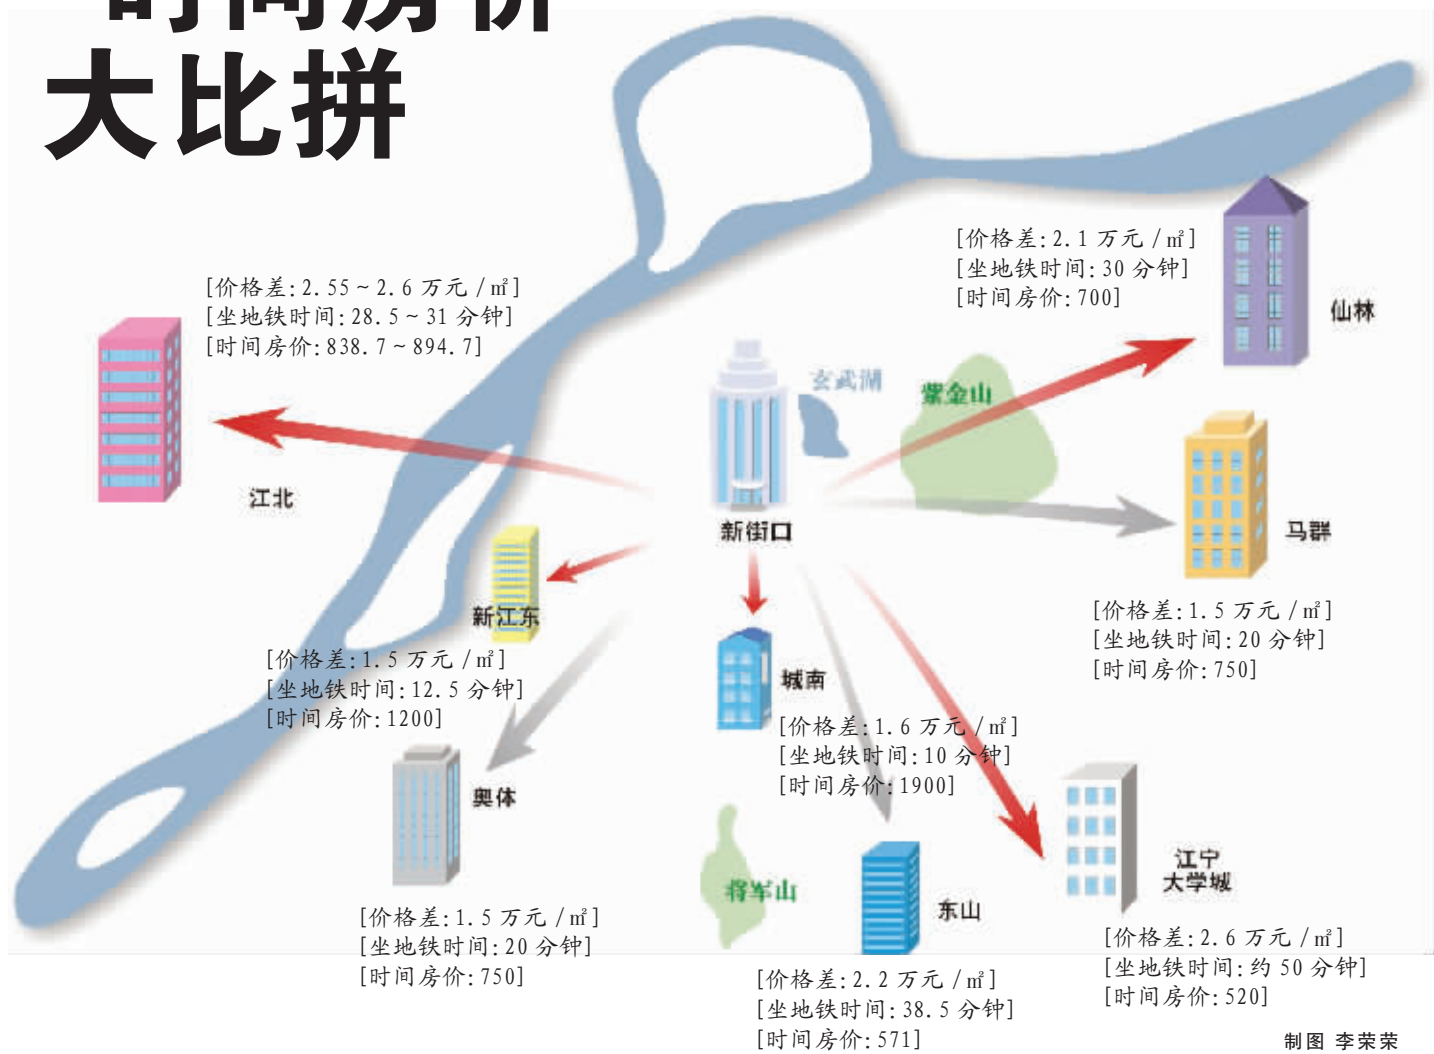 时间房价
大比拼
[价格差:2.1 万元 /㎡]
[坐地铁时间:30 分钟]
[时间房价:700]
仙林
[价格差:2.55～2.6 万元 /㎡]
[坐地铁时间:28.5～31 分钟]
[时间房价:838.7～894.7]
江北
玄武湖
紫金山
新街口
马群
[价格差:1.5 万元 /㎡]
[坐地铁时间:20 分钟]
[时间房价:750]
新江东
[价格差:1.5 万元 /㎡]
[坐地铁时间:12.5 分钟]
[时间房价:1200]
城南
[价格差:1.6 万元 /㎡]
[坐地铁时间:10 分钟]
[时间房价:1900]
奥体
[价格差:1.5 万元 /㎡]
[坐地铁时间:20 分钟]
[时间房价:750]
将军山
东山
[价格差:2.2 万元 /㎡]
[坐地铁时间:38.5 分钟]
[时间房价:571]
江宁
大学城
[价格差:2.6 万元 /㎡]
[坐地铁时间:约 50 分钟]
[时间房价:520]
制图 李荣荣